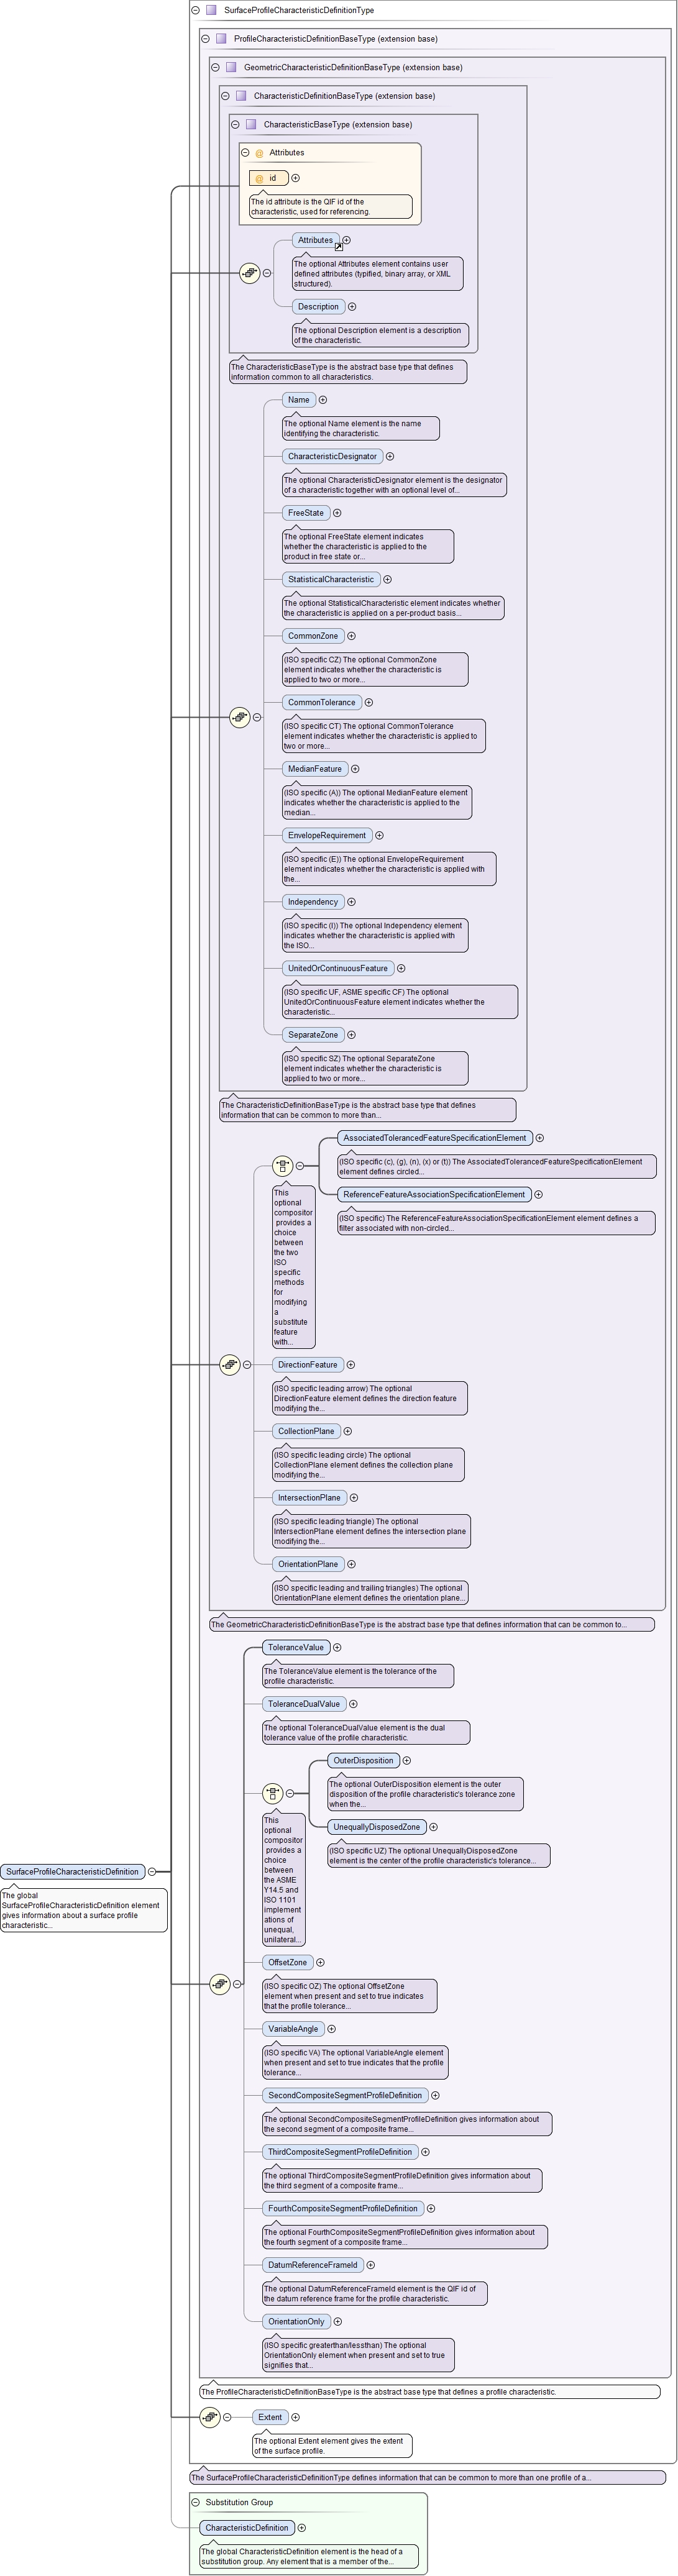 SurfaceProfileCharacteristicDefinitionType
ProfileCharacteristicDefinitionBaseType (extension base)
GeometricCharacteristicDefinitionBaseType (extension base)
CharacteristicDefinitionBaseType (extension base)
CharacteristicBaseType (extension base)
@ Attributes
@ id
The id attribute is the QIF id of the
characteristic, used for referencing.
Attributes
The optional Attributes element contains user
defined attributes (typified, binary array, or XML
structured).
Description
The optional Description element is a description
of the characteristic.
The CharacteristicBaseType is the abstract base type that defines
information common to all characteristics.
Name
The optional Name element is the name
identifying the characteristic.
CharacteristicDesignator
The optional CharacteristicDesignator element is the designator
of a characteristic together with an optional level of...
FreeState
The optional FreeState element indicates
whether the characteristic is applied to the
product in free state or...
StatisticalCharacteristic
The optional StatisticalCharacteristic element indicates whether
the characteristic is applied on a per-product basis...
CommonZone
(ISO specific CZ) The optional CommonZone
element indicates whether the characteristic is
applied to two or more...
CommonTolerance
(ISO specific CT) The optional CommonTolerance
element indicates whether the characteristic is applied to
two or more...
MedianFeature
(ISO specific (A)) The optional MedianFeature element
indicates whether the characteristic is applied to the
median...
EnvelopeRequirement
(ISO specific (E)) The optional EnvelopeRequirement
element indicates whether the characteristic is applied with
the...
Independency
(ISO specific (I)) The optional Independency element
indicates whether the characteristic is applied with
the ISO...
UnitedOrContinuousFeature
(ISO specific UF, ASME specific CF) The optional
UnitedOrContinuousFeature element indicates whether the
characteristic...
SeparateZone
(ISO specific SZ) The optional SeparateZone
element indicates whether the characteristic is
applied to two or more...
The CharacteristicDefinitionBaseType is the abstract base type that defines
information that can be common to more than...
AssociatedTolerancedFeatureSpecificationElement
(ISO specific (c), (g), (n), (x) or (t)) The AssociatedTolerancedFeatureSpecificationElement
element defines circled...
ReferenceFeatureAssociationSpecificationElement
(ISO specific) The ReferenceFeatureAssociationSpecificationElement element defines a
filter associated with non-circled...
This
optional
compositor
provides a
choice
between
the two
ISO
specific
methods
for
modifying
a
substitute
feature
with...
DirectionFeature
(ISO specific leading arrow) The optional
DirectionFeature element defines the direction feature
modifying the...
CollectionPlane
(ISO specific leading circle) The optional
CollectionPlane element defines the collection plane
modifying the...
IntersectionPlane
(ISO specific leading triangle) The optional
IntersectionPlane element defines the intersection plane
modifying the...
OrientationPlane
(ISO specific leading and trailing triangles) The optional
OrientationPlane element defines the orientation plane...
The GeometricCharacteristicDefinitionBaseType is the abstract base type that defines information that can be common to...
ToleranceValue
The ToleranceValue element is the tolerance of the
profile characteristic.
ToleranceDualValue
The optional ToleranceDualValue element is the dual
tolerance value of the profile characteristic.
OuterDisposition
The optional OuterDisposition element is the outer
disposition of the profile characteristic's tolerance zone
when the...
UnequallyDisposedZone
(ISO specific UZ) The optional UnequallyDisposedZone
element is the center of the profile characteristic's tolerance...
This
optional
compositor
provides a
choice
between
the ASME
Y14.5 and
ISO 1101
implement
ations of
unequal,
unilateral...
SurfaceProfileCharacteristicDefinition
The global
SurfaceProfileCharacteristicDefinition element
gives information about a surface profile
characteristic...
OffsetZone
(ISO specific OZ) The optional OffsetZone
element when present and set to true indicates
that the profile tolerance...
VariableAngle
(ISO specific VA) The optional VariableAngle element
when present and set to true indicates that the profile
tolerance...
SecondCompositeSegmentProfileDefinition
The optional SecondCompositeSegmentProfileDefinition gives information about
the second segment of a composite frame...
ThirdCompositeSegmentProfileDefinition
The optional ThirdCompositeSegmentProfileDefinition gives information about
the third segment of a composite frame...
FourthCompositeSegmentProfileDefinition
The optional FourthCompositeSegmentProfileDefinition gives information about
the fourth segment of a composite frame...
DatumReferenceFrameId
The optional DatumReferenceFrameId element is the QIF id of
the datum reference frame for the profile characteristic.
OrientationOnly
(ISO specific greaterthan/lessthan) The optional
OrientationOnly element when present and set to true
signifies that...
The ProfileCharacteristicDefinitionBaseType is the abstract base type that defines a profile characteristic.
Extent
The optional Extent element gives the extent
of the surface profile.
The SurfaceProfileCharacteristicDefinitionType defines information that can be common to more than one profile of a...
Substitution Group
CharacteristicDefinition
The global CharacteristicDefinition element is the head of a
substitution group. Any element that is a member of the...